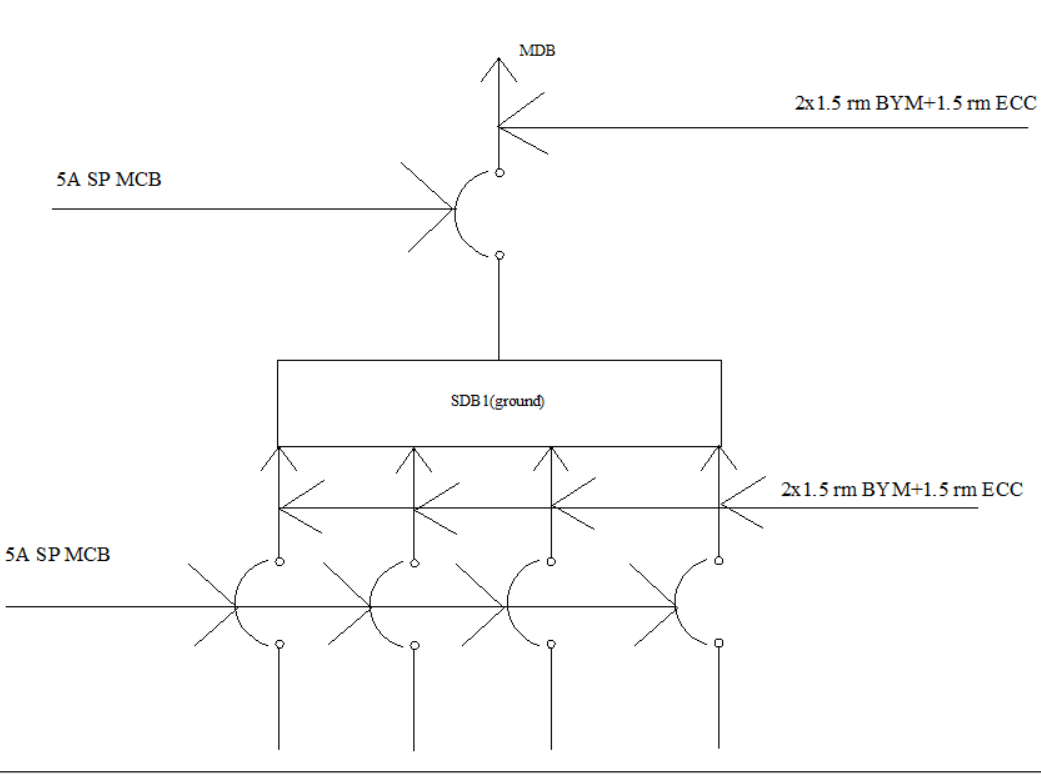 MDB
2x1.5 rm BYM+1.5 rm ECC
5A SP MCB
SDB1(ground)
2x1.5 rm BYM+1.5 rm ECC
5A SP MCB